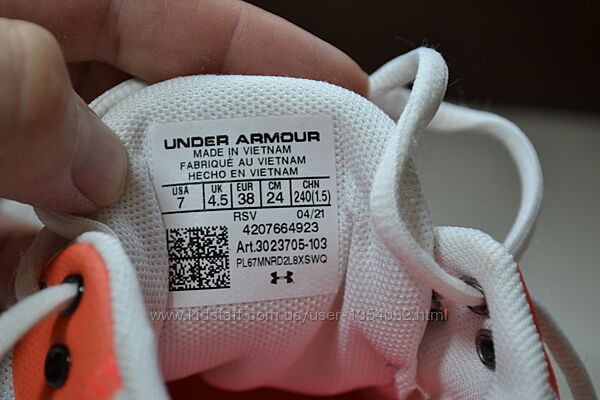 UNDER ARMOUR
MADE IN VIETNAM
FABRIQUÉ AU VIETNAM
HECHO EN VIETNAM
USA UK EUR CM CHN
7 4.5 38 24 240(1.5)
RSV 04/21
4207664923
Art.3023705-103
PL67MNRD2L8XSWQ
www.kidstaff.com.ua/user-1354082.html